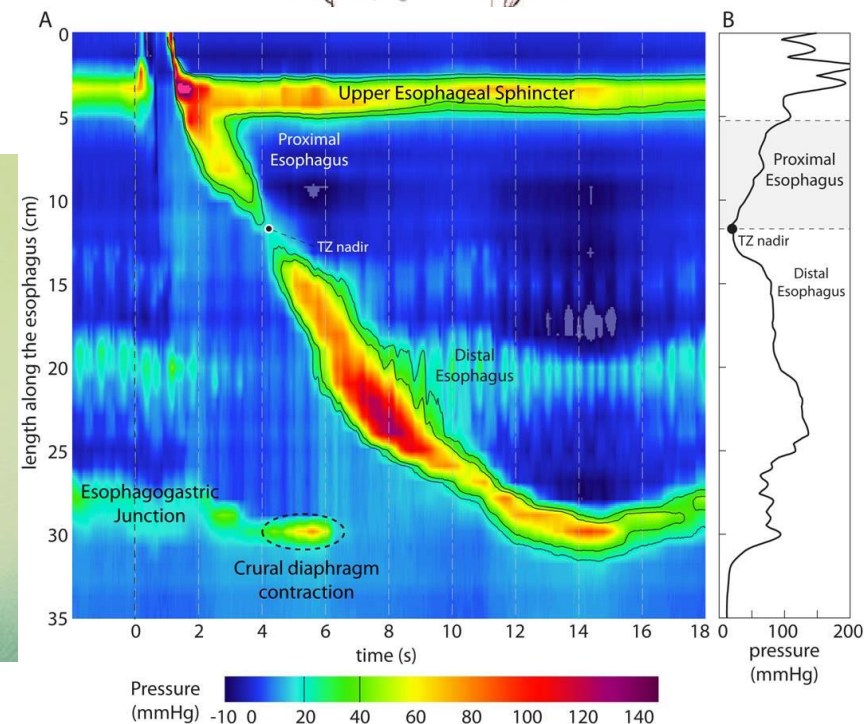 A
B
0
5
10
15
20
25
30
35
length along the esophagus (cm)
Upper Esophageal Sphincter
Proximal
Esophagus
TZ nadir
Distal
Esophagus
Esophagogastric
Junction
Crural diaphragm
contraction
0 2 4 6 8 10 12 14 16 18
time (s)
Pressure
(mmHg)
-10 0 20 40 60 80 100 120 140
Proximal
Esophagus
TZ nadir
Distal
Esophagus
0 100 200
pressure
(mmHg)